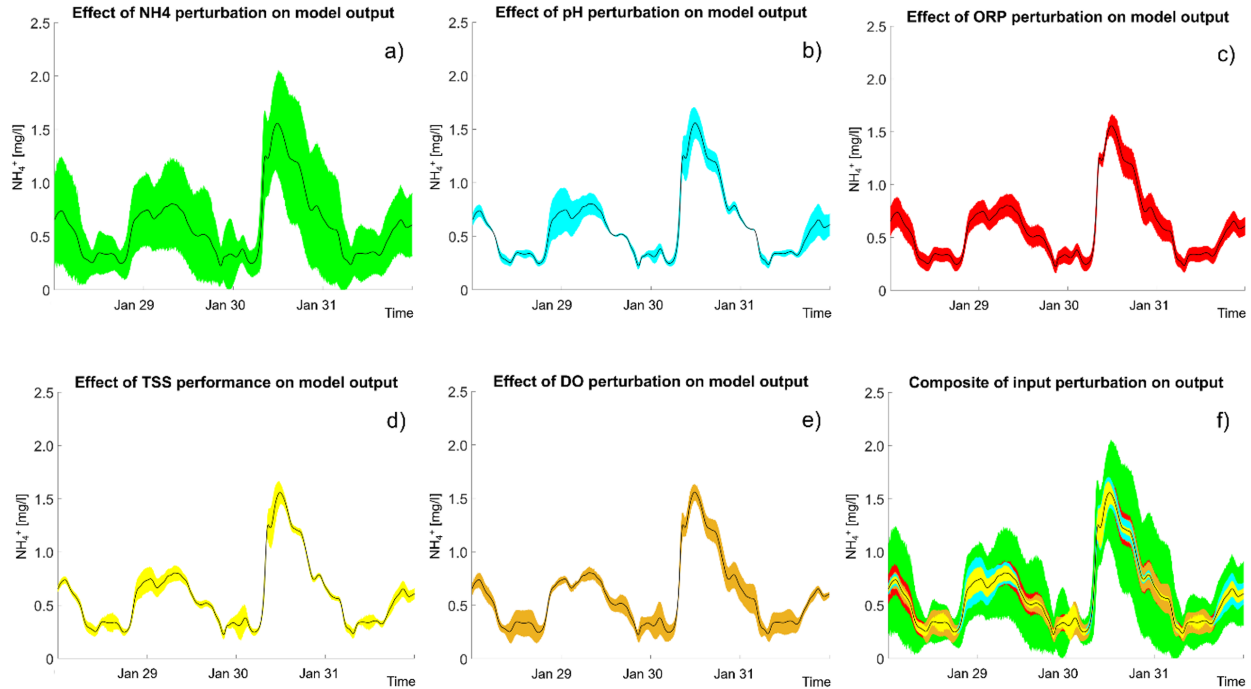 Effect of NH4 perturbation on model output
a)
2.5
2.0
1.5
1.0
0.5
0
NH₄⁺ [mg/l]
Jan 29 Jan 30 Jan 31
Time
Effect of pH perturbation on model output
b)
2.5
2.0
1.5
1.0
0.5
0
NH₄⁺ [mg/l]
Jan 29 Jan 30 Jan 31
Time
Effect of ORP perturbation on model output
c)
2.5
2.0
1.5
1.0
0.5
0
NH₄⁺ [mg/l]
Jan 29 Jan 30 Jan 31
Time
Effect of TSS performance on model output
d)
2.5
2.0
1.5
1.0
0.5
0
NH₄⁺ [mg/l]
Jan 29 Jan 30 Jan 31
Time
Effect of DO perturbation on model output
e)
2.5
2.0
1.5
1.0
0.5
0
NH₄⁺ [mg/l]
Jan 29 Jan 30 Jan 31
Time
Composite of input perturbation on output
f)
2.5
2.0
1.5
1.0
0.5
0
NH₄⁺ [mg/l]
Jan 29 Jan 30 Jan 31
Time